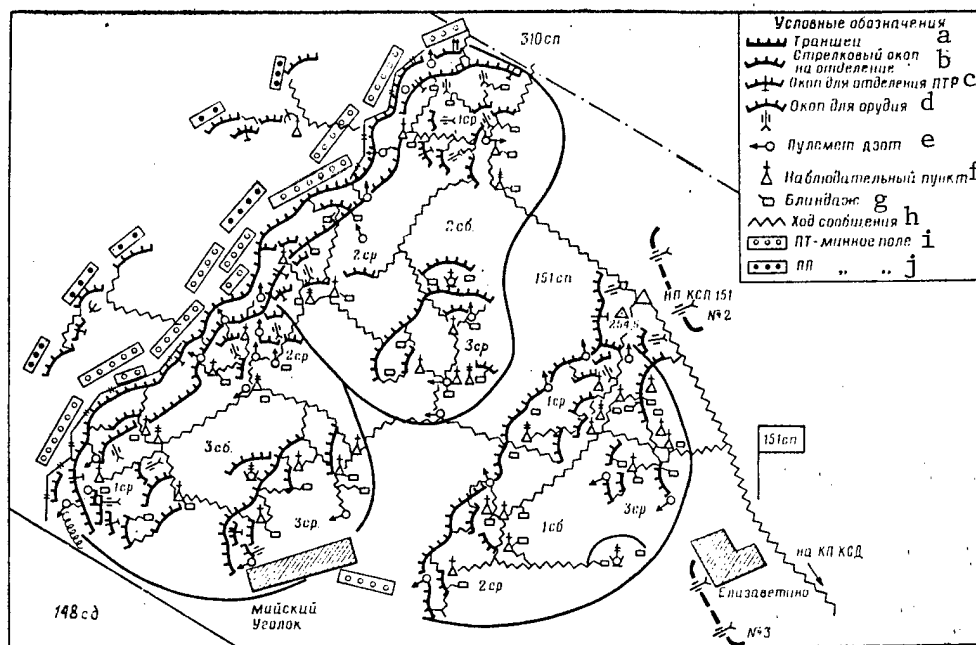 310сп
Условные обозначения
Траншеи a
Стрелковый окоп
на отделение b
Окоп для отделения ПТР c
Окоп для орудия d
Пулемет дзот e
Наблюдательный пункт f
Блиндаж g
Ход сообщения h
ПТ-минное поле i
ПП „ „ j
1ср
2сб.
2ср
151сп
НП КСП 151
№2
254,5
3ср
2ср
1ср
3сб.
151сп
1ср
3ср.
1сб
3ср
на КП КСД
2ср
Елизаветино
148сд
Майский
Уголок
№3